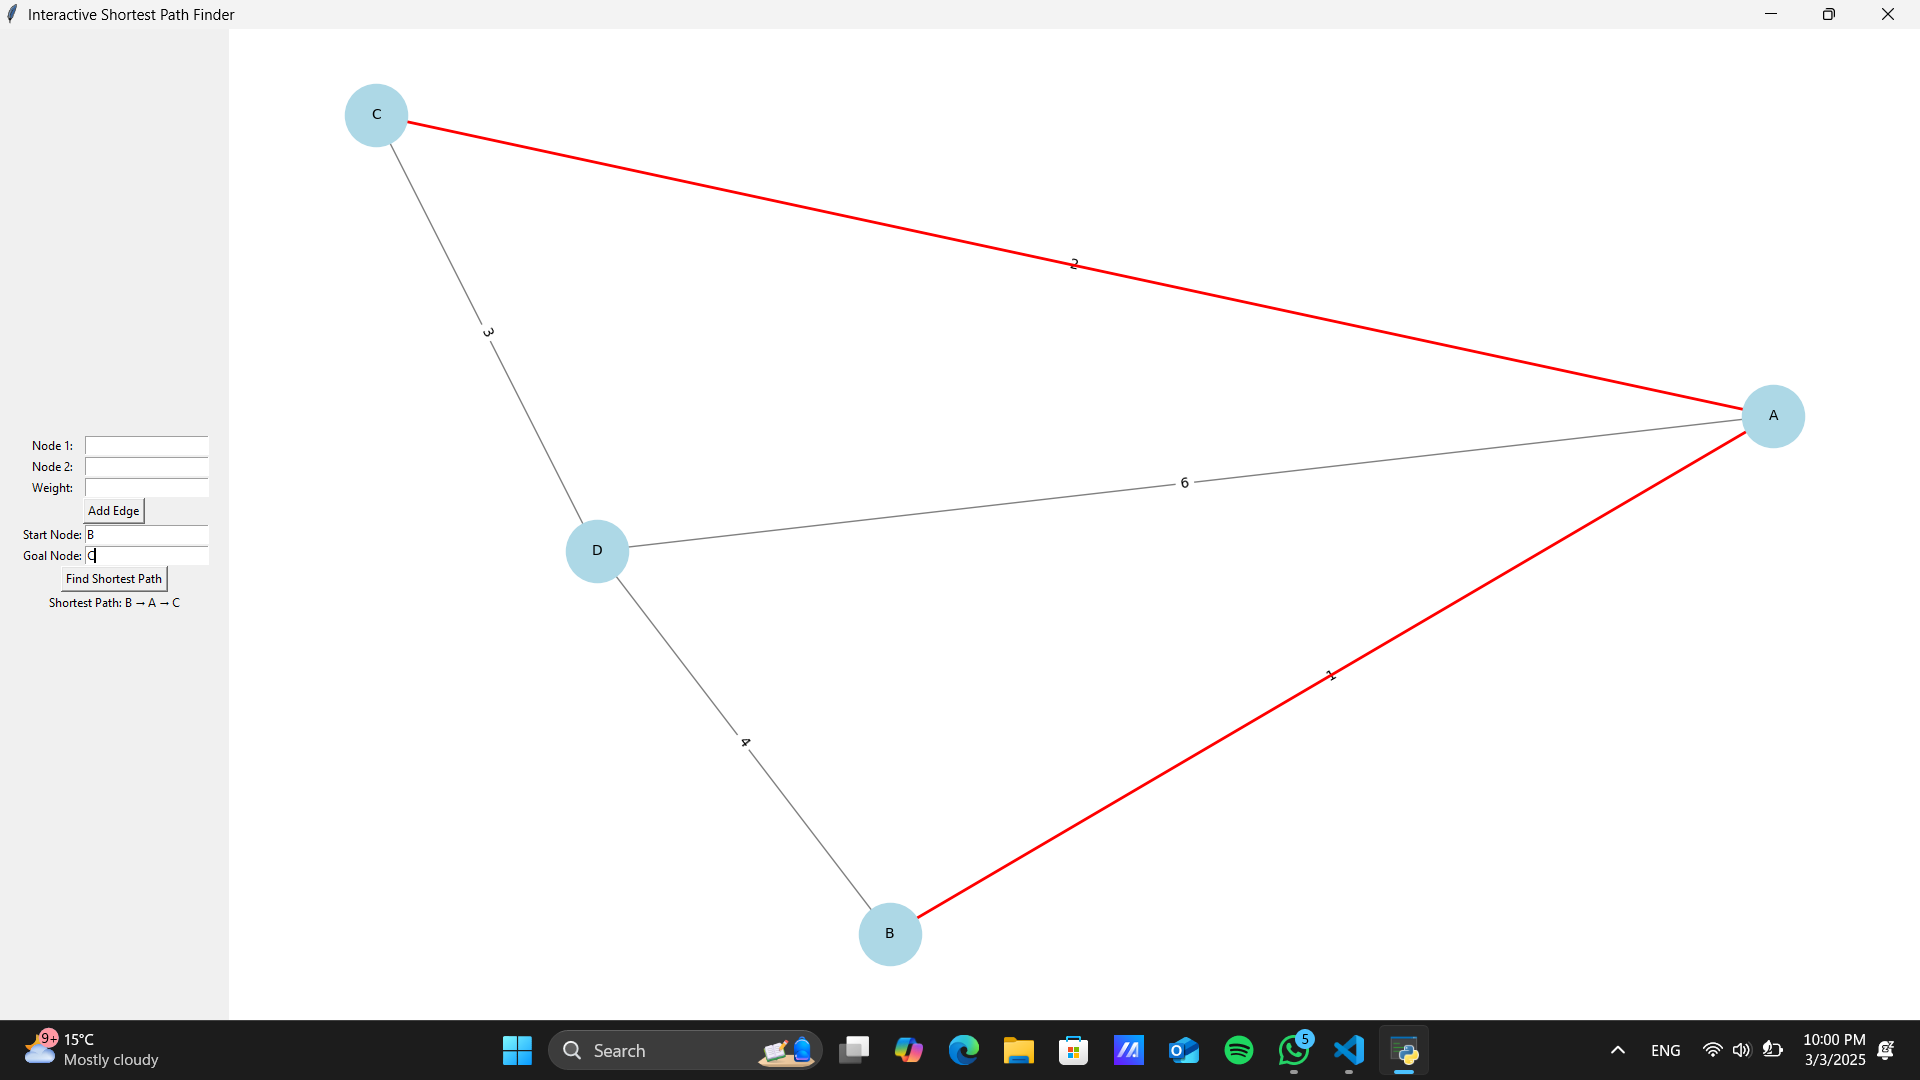 Interactive Shortest Path Finder
C
2
3
A
Node 1:
Node 2:
6
Weight:
Add Edge
Start Node: B
D
Goal Node: C
Find Shortest Path
Shortest Path: B → A → C
1
4
B
9+
15°C
Mostly cloudy
Search
5
ENG
10:00 PM
3/3/2025